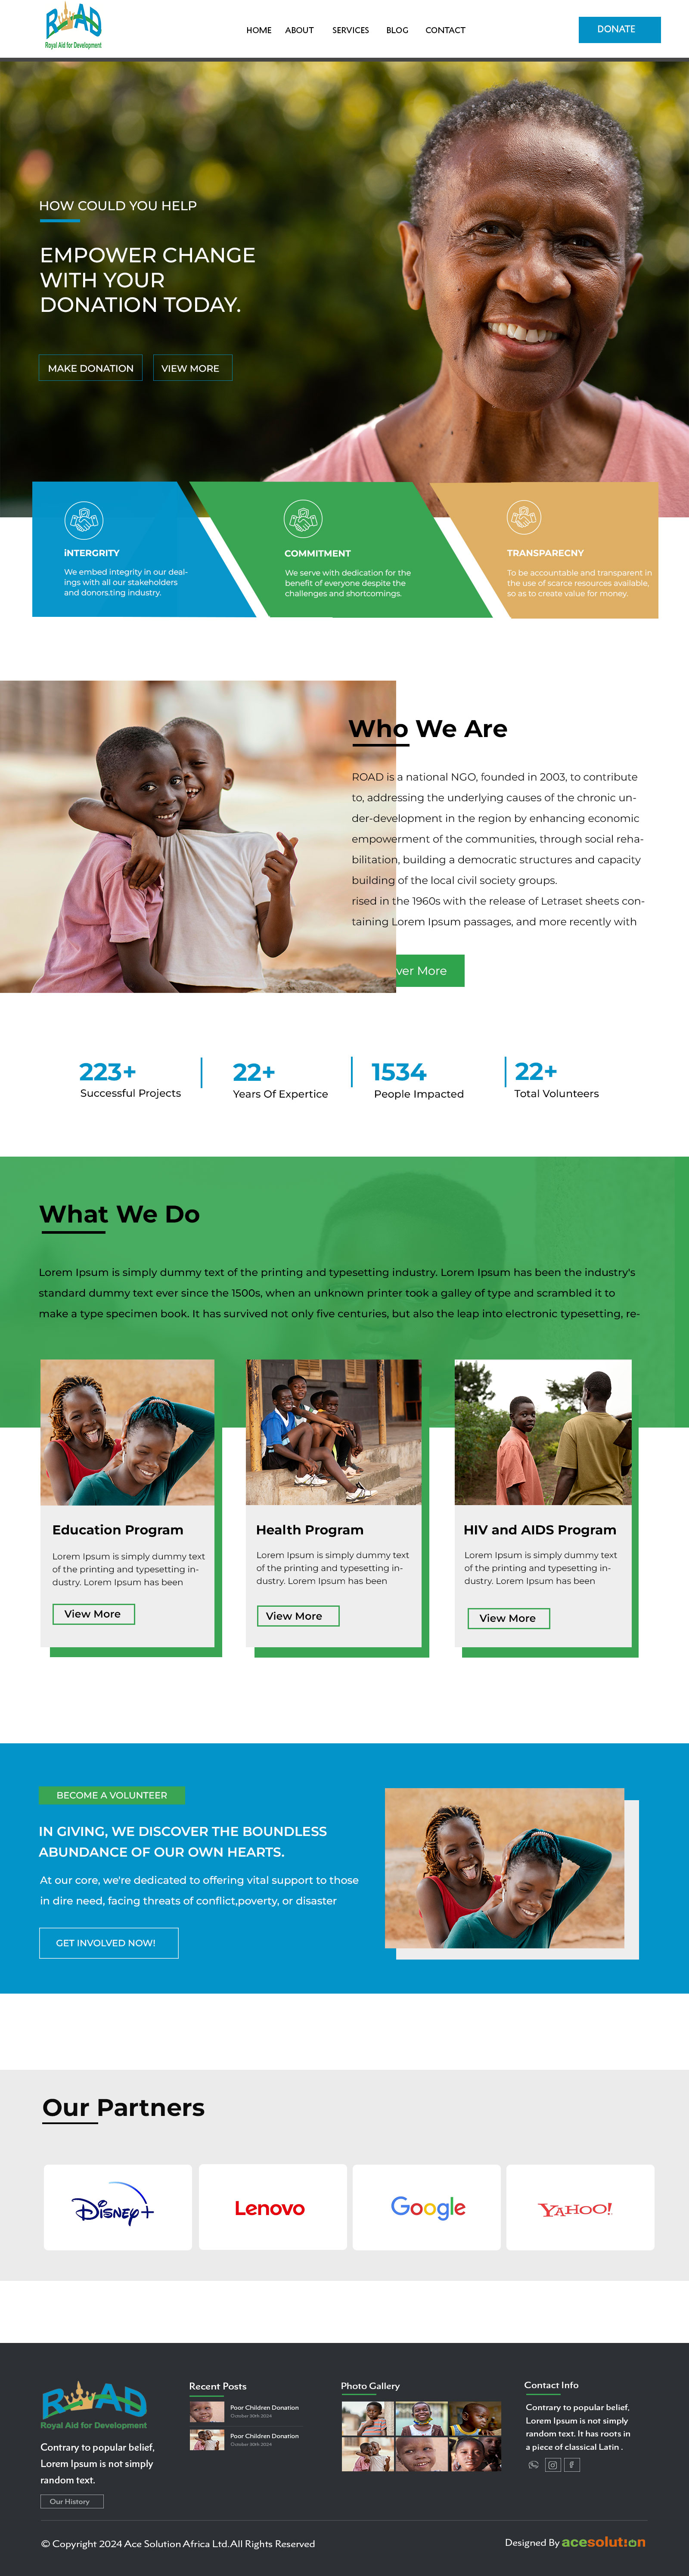 ROAD
Royal Aid for Development
HOME ABOUT SERVICES BLOG CONTACT
DONATE
HOW COULD YOU HELP
EMPOWER CHANGE
WITH YOUR
DONATION TODAY.
MAKE DONATION VIEW MORE
iNTERGRITY
We embed integrity in our deal-
ings with all our stakeholders
and donors.ting industry.
COMMITMENT
We serve with dedication for the
benefit of everyone despite the
challenges and shortcomings.
TRANSPARECNY
To be accountable and transparent in
the use of scarce resources available,
so as to create value for money.
Who We Are
ROAD is a national NGO, founded in 2003, to contribute
to, addressing the underlying causes of the chronic un-
der-development in the region by enhancing economic
empowerment of the communities, through social reha-
bilitation, building a democratic structures and capacity
building of the local civil society groups.
rised in the 1960s with the release of Letraset sheets con-
taining Lorem Ipsum passages, and more recently with
ver More
223+
Successful Projects
22+
Years Of Expertice
1534
People Impacted
22+
Total Volunteers
What We Do
Lorem Ipsum is simply dummy text of the printing and typesetting industry. Lorem Ipsum has been the industry's
standard dummy text ever since the 1500s, when an unknown printer took a galley of type and scrambled it to
make a type specimen book. It has survived not only five centuries, but also the leap into electronic typesetting, re-
Education Program
Lorem Ipsum is simply dummy text
of the printing and typesetting in-
dustry. Lorem Ipsum has been
View More
Health Program
Lorem Ipsum is simply dummy text
of the printing and typesetting in-
dustry. Lorem Ipsum has been
View More
HIV and AIDS Program
Lorem Ipsum is simply dummy text
of the printing and typesetting in-
dustry. Lorem Ipsum has been
View More
BECOME A VOLUNTEER
IN GIVING, WE DISCOVER THE BOUNDLESS
ABUNDANCE OF OUR OWN HEARTS.
At our core, we're dedicated to offering vital support to those
in dire need, facing threats of conflict,poverty, or disaster
GET INVOLVED NOW!
Our Partners
Disney+
Lenovo
Google
YAHOO!
ROAD
Royal Aid for Development
Contrary to popular belief,
Lorem Ipsum is not simply
random text.
Our History
Recent Posts
Poor Children Donation
October 30th 2024
Poor Children Donation
October 30th 2024
Photo Gallery
Contact Info
Contrary to popular belief,
Lorem Ipsum is not simply
random text. It has roots in
a piece of classical Latin .
© Copyright 2024 Ace Solution Africa Ltd.All Rights Reserved
Designed By acesolution